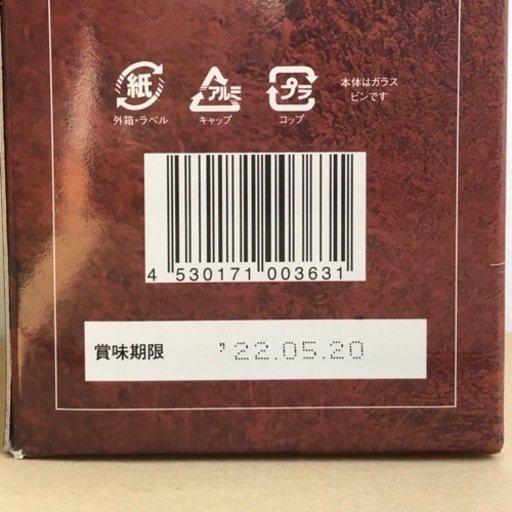 紙 アルミ プラ 本体はガラス
ビンです
外箱・ラベル キャップ コップ
4 530171 003631
賞味期限 22.05.20